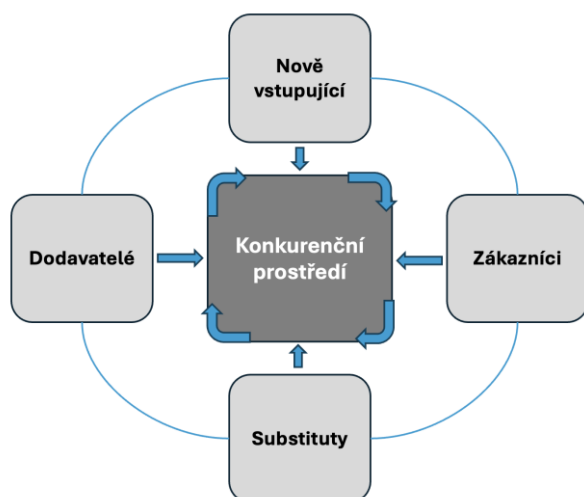 Nově
vstupující
Dodavatelé
Konkurenční
prostředí
Zákazníci
Substituty